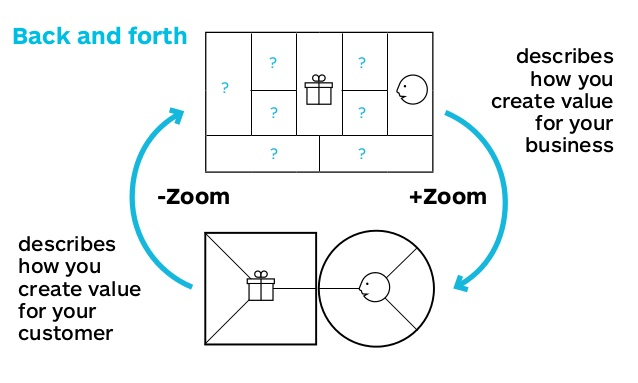 Back and forth
?
?
?
?
?
?
?
describes
how you
create value
for your
business
-Zoom
+Zoom
describes
how you
create value
for your
customer